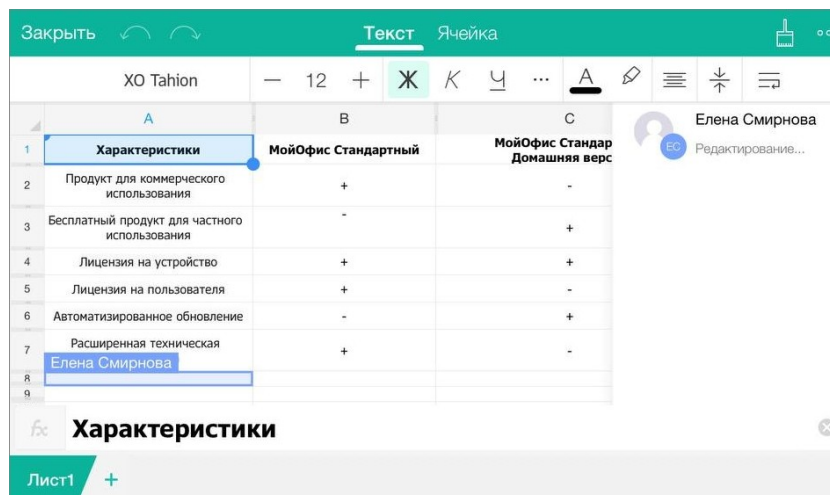 Закрыть Текст Ячейка
XO Tahion — 12 + Ж К Ч ... А
A B C
Елена Смирнова
ЕС Редактирование...
1 Характеристики МойОфис Стандартный МойОфис Стандар
Домашняя верс
2 Продукт для коммерческого
использования + -
3 Бесплатный продукт для частного
использования - +
4 Лицензия на устройство + +
5 Лицензия на пользователя + -
6 Автоматизированное обновление - +
7 Расширенная техническая + -
Елена Смирнова
8
9
fx Характеристики
Лист1 +